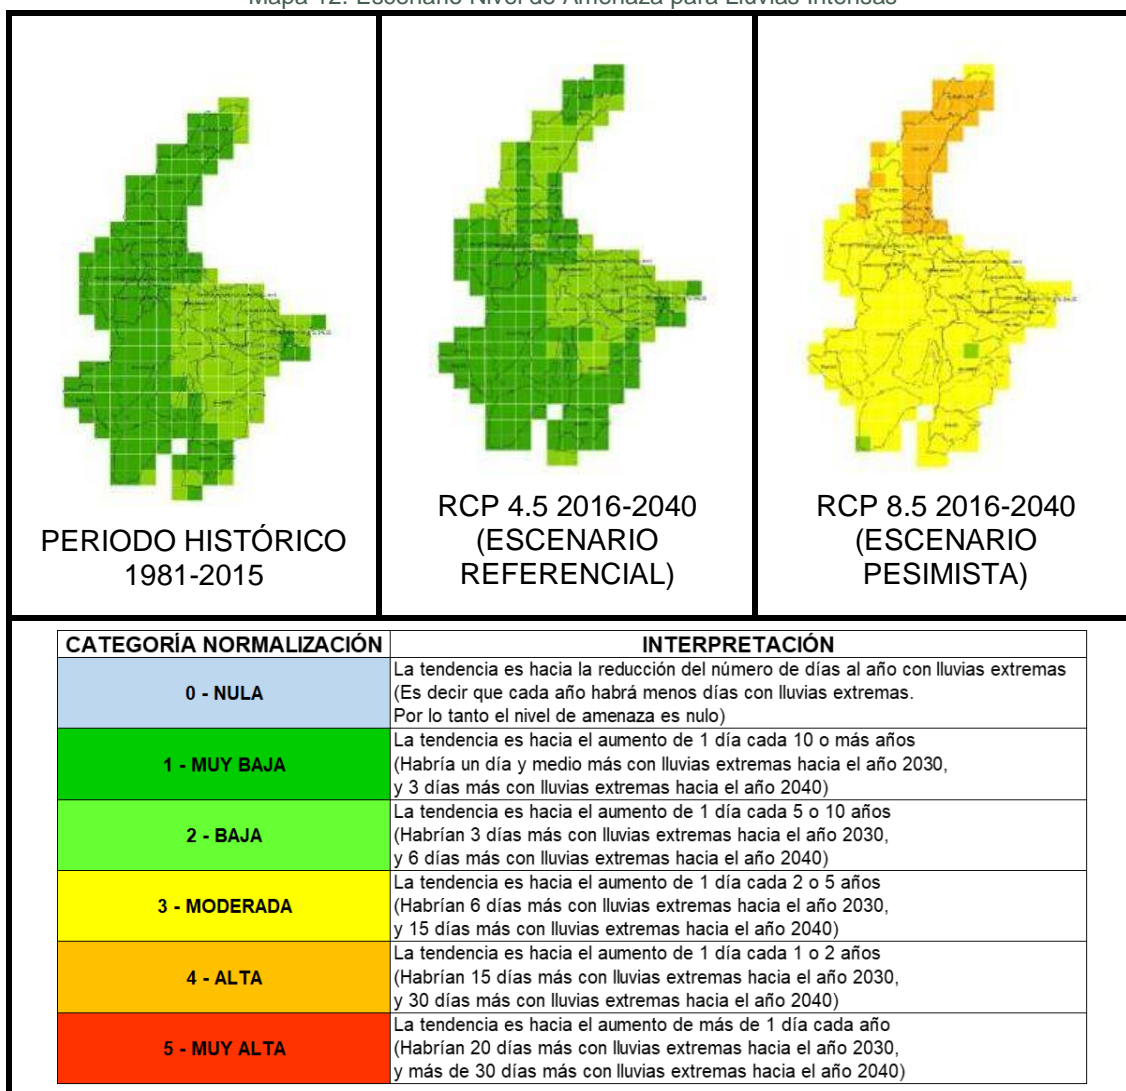 Mapa 12. Escenario Nivel de Amenaza para Lluvias Intensas
PERIODO HISTÓRICO
1981-2015
RCP 4.5 2016-2040
(ESCENARIO
REFERENCIAL)
RCP 8.5 2016-2040
(ESCENARIO
PESIMISTA)
CATEGORÍA NORMALIZACIÓN
INTERPRETACIÓN
0 - NULA
La tendencia es hacia la reducción del número de días al año con lluvias extremas
(Es decir que cada año habrá menos días con lluvias extremas.
Por lo tanto el nivel de amenaza es nulo)
1 - MUY BAJA
La tendencia es hacia el aumento de 1 día cada 10 o más años
(Habría un día y medio más con lluvias extremas hacia el año 2030,
y 3 días más con lluvias extremas hacia el año 2040)
2 - BAJA
La tendencia es hacia el aumento de 1 día cada 5 o 10 años
(Habrían 3 días más con lluvias extremas hacia el año 2030,
y 6 días más con lluvias extremas hacia el año 2040)
3 - MODERADA
La tendencia es hacia el aumento de 1 día cada 2 o 5 años
(Habrían 6 días más con lluvias extremas hacia el año 2030,
y 15 días más con lluvias extremas hacia el año 2040)
4 - ALTA
La tendencia es hacia el aumento de 1 día cada 1 o 2 años
(Habrían 15 días más con lluvias extremas hacia el año 2030,
y 30 días más con lluvias extremas hacia el año 2040)
5 - MUY ALTA
La tendencia es hacia el aumento de más de 1 día cada año
(Habrían 20 días más con lluvias extremas hacia el año 2030,
y más de 30 días más con lluvias extremas hacia el año 2040)